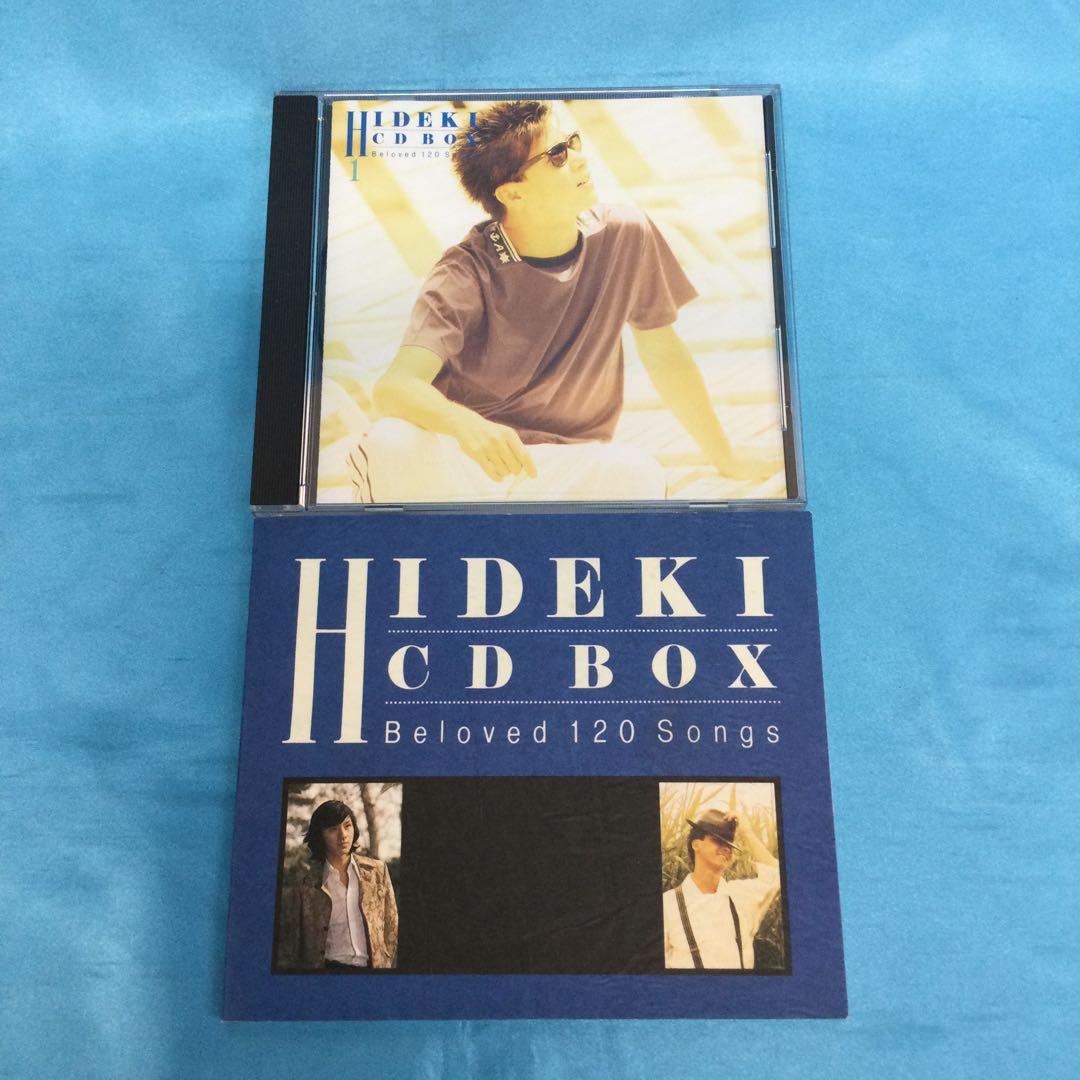 HIDEKI
CD BOX
Beloved 120 S
1
HIDEKI
CD BOX
Beloved 120 Songs